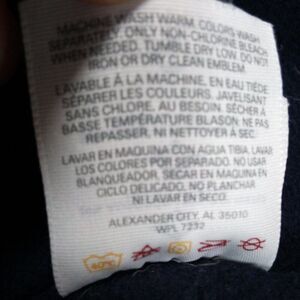 MACHINE WASH WARM. COLORS WASH
SEPARATELY. ONLY NON-CHLORINE BLEACH
WHEN NEEDED. TUMBLE DRY LOW. DO NOT
IRON OR DRY CLEAN EMBLEM.
LAVABLE À LA MACHINE, EN EAU TIÈDE
SÉPARER LES COULEURS. JAVELISANT
SANS CHLORE, AU BESOIN. SÉCHER À
BASSE TEMPÉRATURE BLASON: NE PAS
REPASSER, NI NETTOYER À SEC.
LAVAR EN MAQUINA CON AGUA TIBIA. LAVAR
LOS COLORES POR SEPARADO. NO USAR
BLANQUEADOR. SECAR EN MAQUINA EN
CICLO DELICADO. NO PLANCHAR
NI LAVAR EN SECO.
ALEXANDER CITY, AL 35010
WPL 7232
40°C